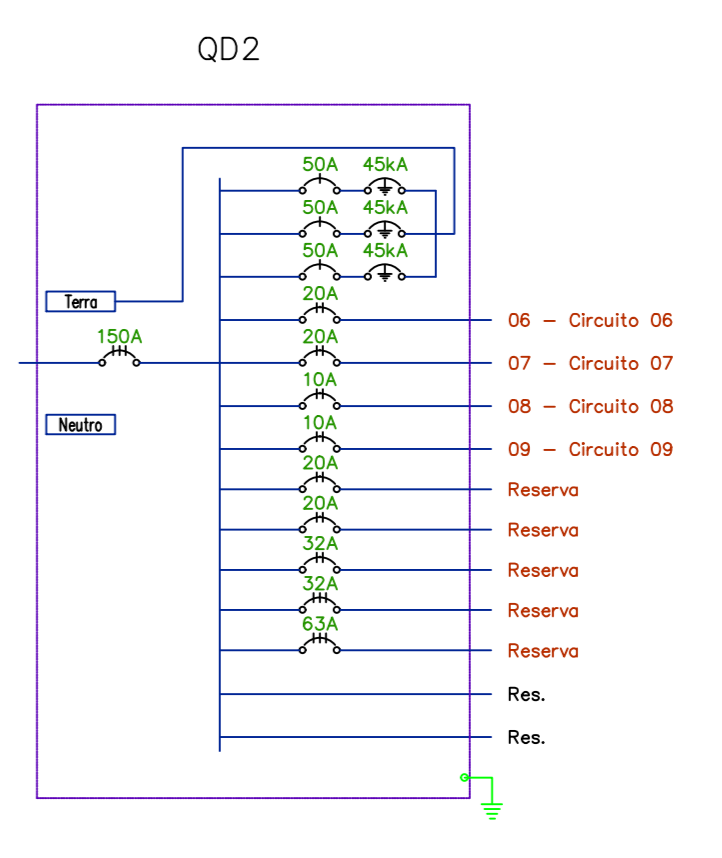 QD2
50A 45kA
50A 45kA
50A 45kA
Terra
20A
06 - Circuito 06
150A
20A
07 - Circuito 07
10A
08 - Circuito 08
Neutro
10A
09 - Circuito 09
20A
Reserva
20A
Reserva
32A
Reserva
32A
Reserva
63A
Reserva
Res.
Res.